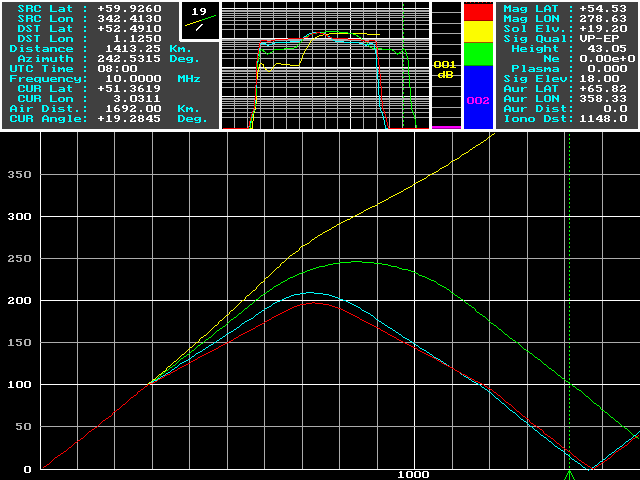 SRC Lat : +59.9260
SRC Lon : 342.4130
DST Lat : +52.4910
DST Lon : 1.1250
Distance : 1413.25 Km.
Azimuth : 242.5315 Deg.
UTC Time : 08:00
Frequency: 10.0000 MHz
CUR Lat : +51.3619
CUR Lon : 3.0311
Air Dist.: 1692.00 Km.
CUR Angle: +19.2845 Deg.
19
001
dB
002
Mag LAT : +54.53
Mag LON : 278.63
Sol Elv.: +19.20
Sig Qual: VP-EP
Height : 43.05
Ne : 0.00e+0
Plasma : 0.000
Sig Elev: 18.00
Aur LAT : +65.82
Aur LON : 358.33
Aur Dist: 0.0
Iono Dst: 1148.0
350
300
250
200
150
100
50
0
1000